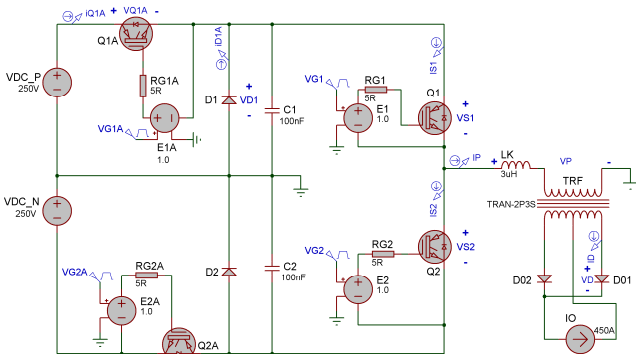 iQ1A + VQ1A -
Q1A
VDC_P
250V
RG1A
5R
VG1A
E1A
1.0
iD1A
+
D1 VD1
-
C1
100nF
VG1
RG1
5R
E1
1.0
IS1
Q1
+
VS1
-
IP
+ LK
3uH
VP
-
TRF
TRAN-2P3S
VDC_N
250V
VG2A
RG2A
5R
E2A
1.0
Q2A
D2
C2
100nF
VG2
RG2
5R
E2
1.0
IS2
+
VS2
-
Q2
ID
D02
+
VD
-
D01
IO
450A